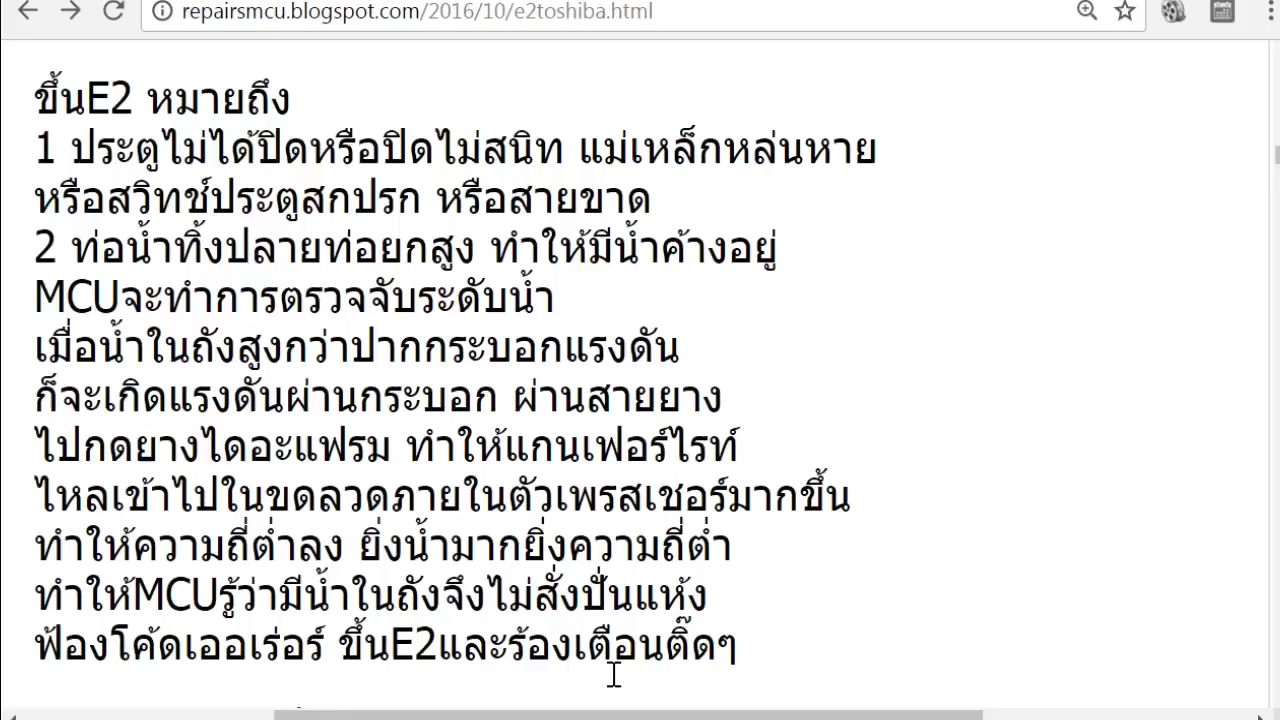 repairsmcu.blogspot.com/2016/10/e2toshiba.html
ขึ้นE2 หมายถึง
1 ประตูไม่ได้ปิดหรือปิดไม่สนิท แม่เหล็กหล่นหาย
หรือสวิทช์ประตูสกปรก หรือสายขาด
2 ท่อน้ำทิ้งปลายท่อยกสูง ทำให้มีน้ำค้างอยู่
MCUจะทำการตรวจจับระดับน้ำ
เมื่อน้ำในถังสูงกว่าปากกระบอกแรงดัน
ก็จะเกิดแรงดันผ่านกระบอก ผ่านสายยาง
ไปกดยางไดอะแฟรม ทำให้แกนเฟอร์ไรท์
ไหลเข้าไปในขดลวดภายในตัวเพรสเชอร์มากขึ้น
ทำให้ความถี่ต่ำลง ยิ่งน้ำมากยิ่งความถี่ต่ำ
ทำให้MCUรู้ว่ามีน้ำในถังจึงไม่สั่งปั่นแห้ง
ฟ้องโค้ดเออเร่อร์ ขึ้นE2และร้องเตือนติ๊ดๆ